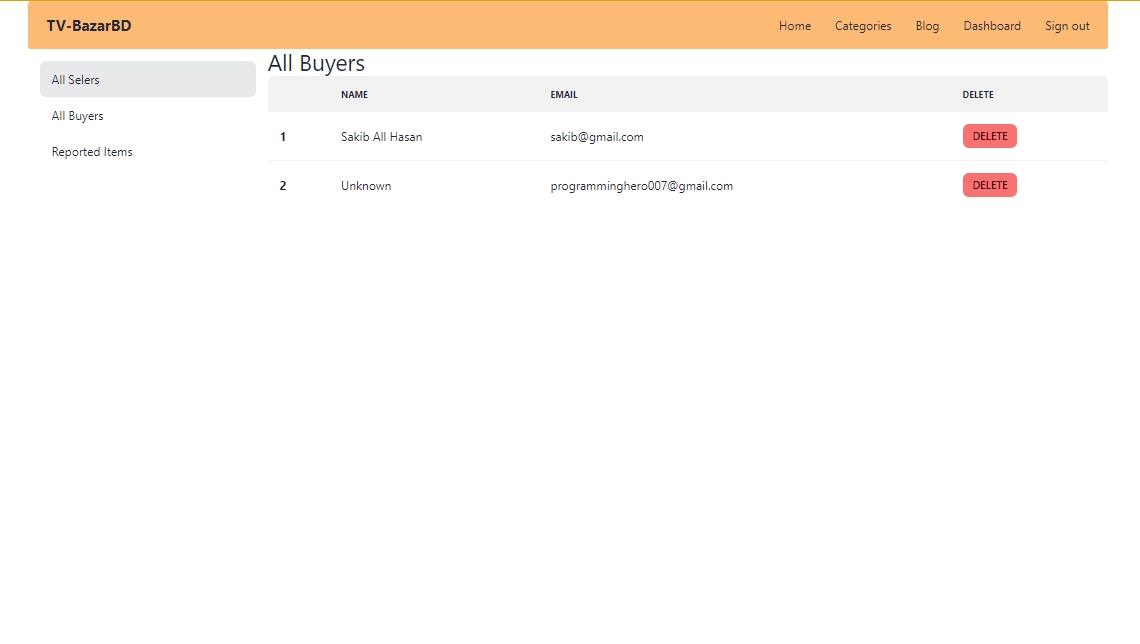 TV-BazarBD Home Categories Blog Dashboard Sign out
All Selers
All Buyers
Reported Items
All Buyers
NAME EMAIL DELETE
1 Sakib All Hasan sakib@gmail.com DELETE
2 Unknown programminghero007@gmail.com DELETE